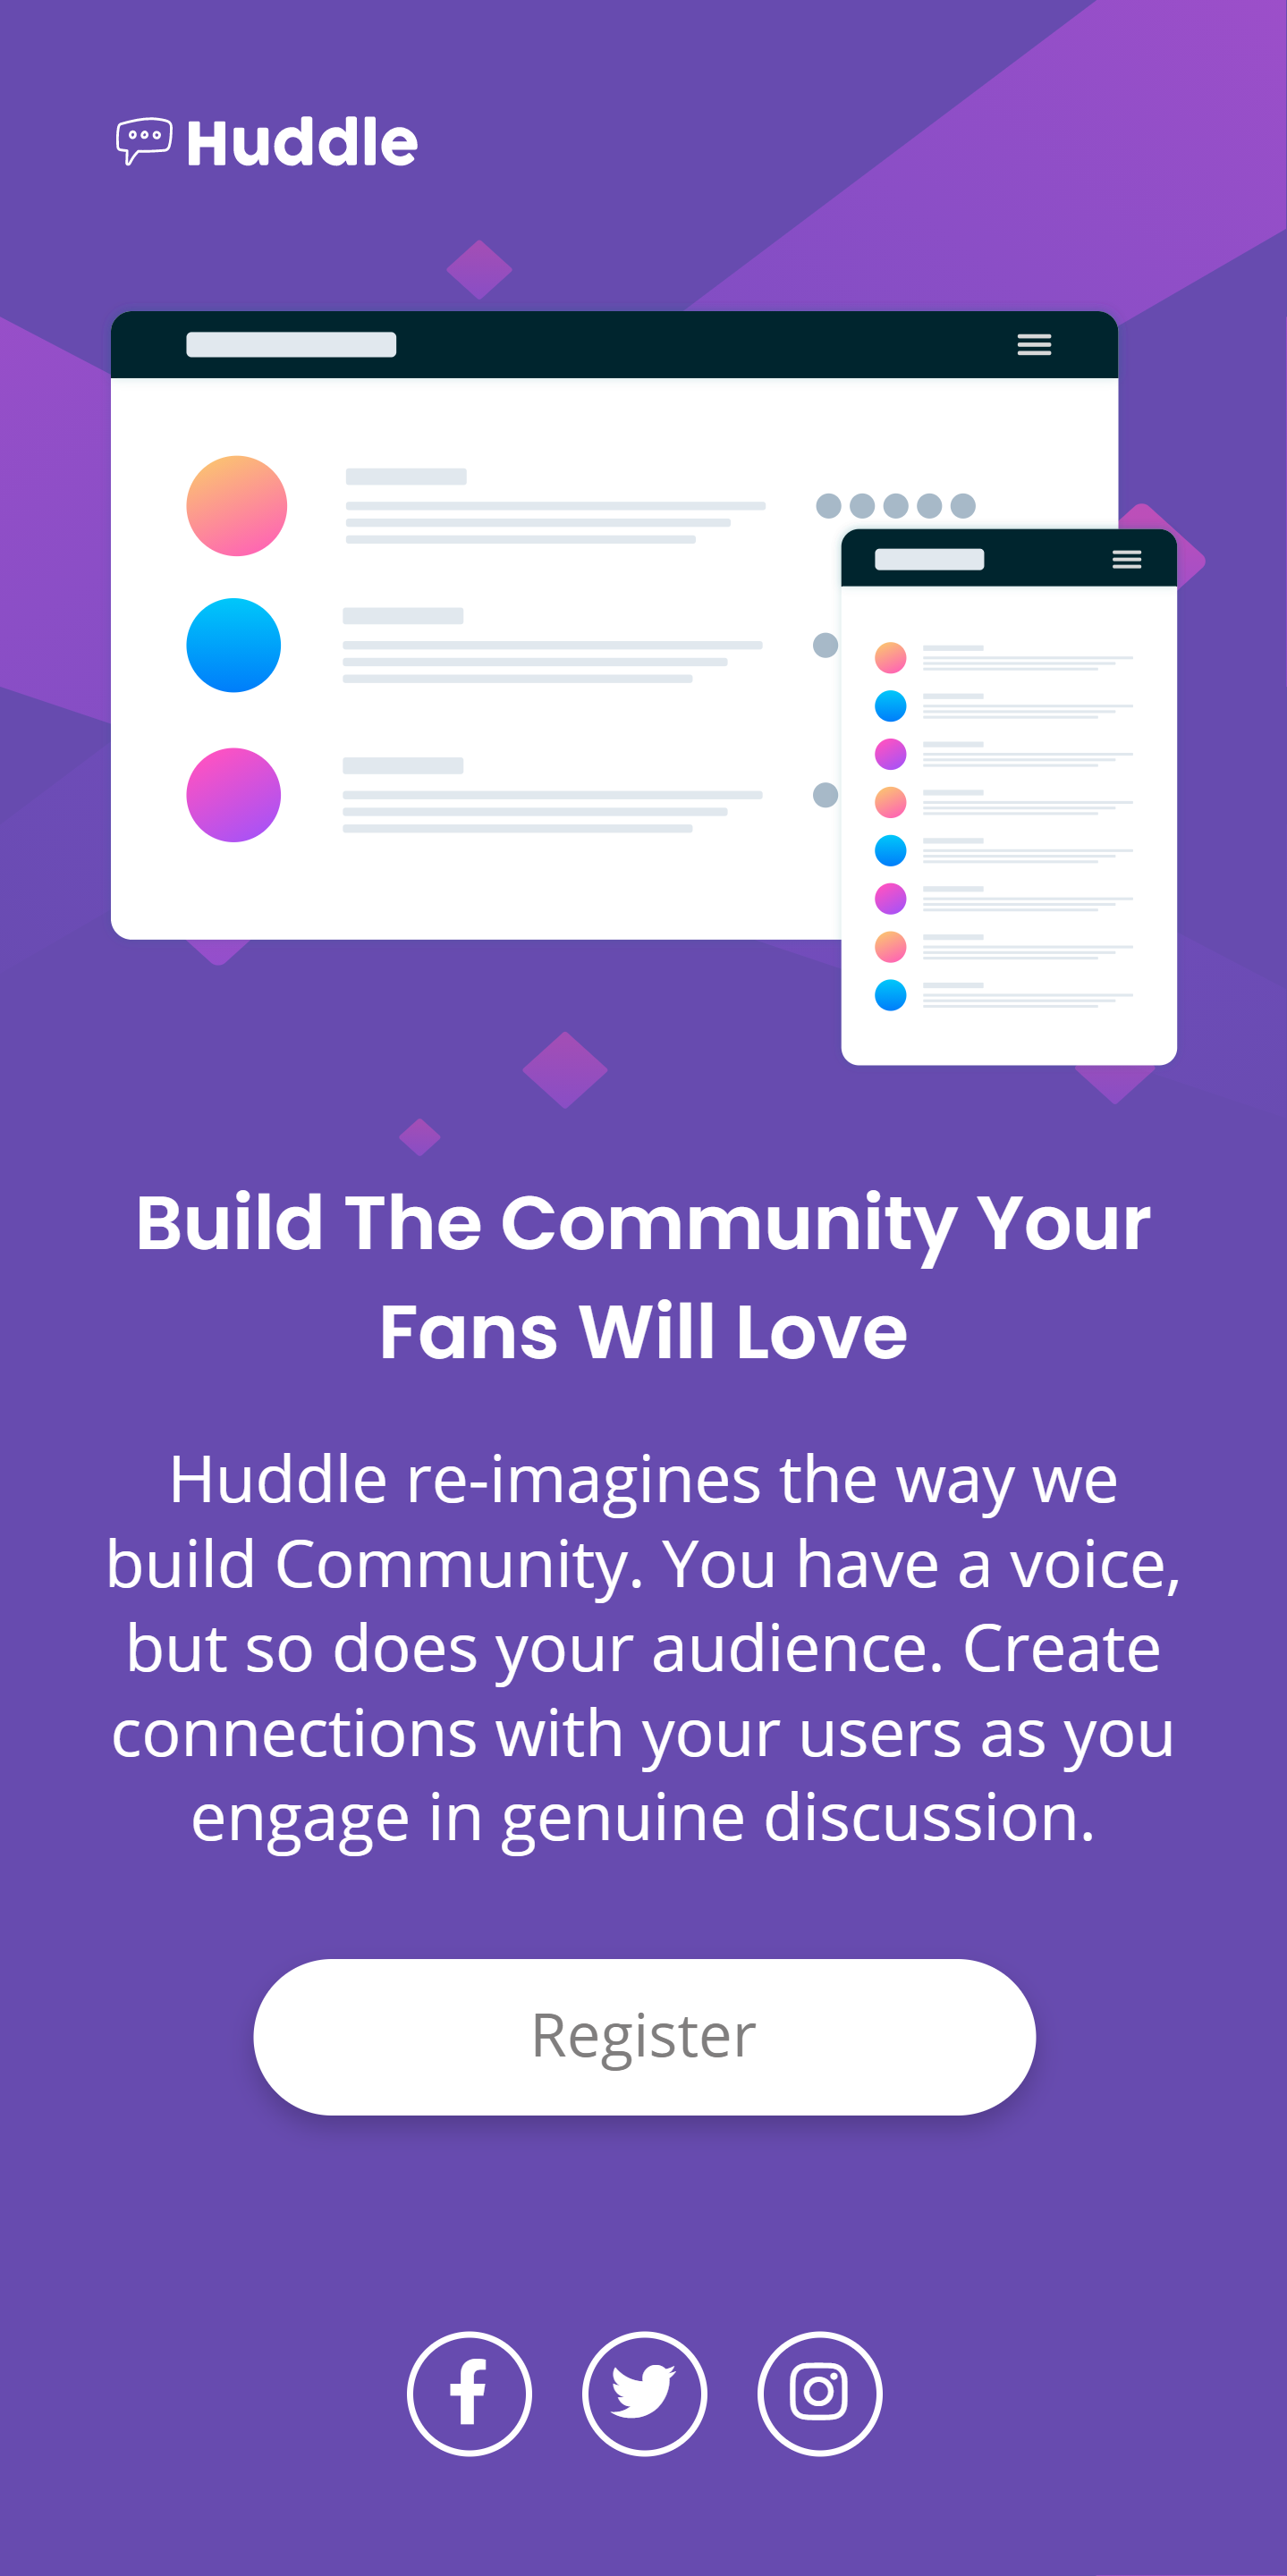 Huddle
Build The Community Your
Fans Will Love
Huddle re-imagines the way we
build Community. You have a voice,
but so does your audience. Create
connections with your users as you
engage in genuine discussion.
Register